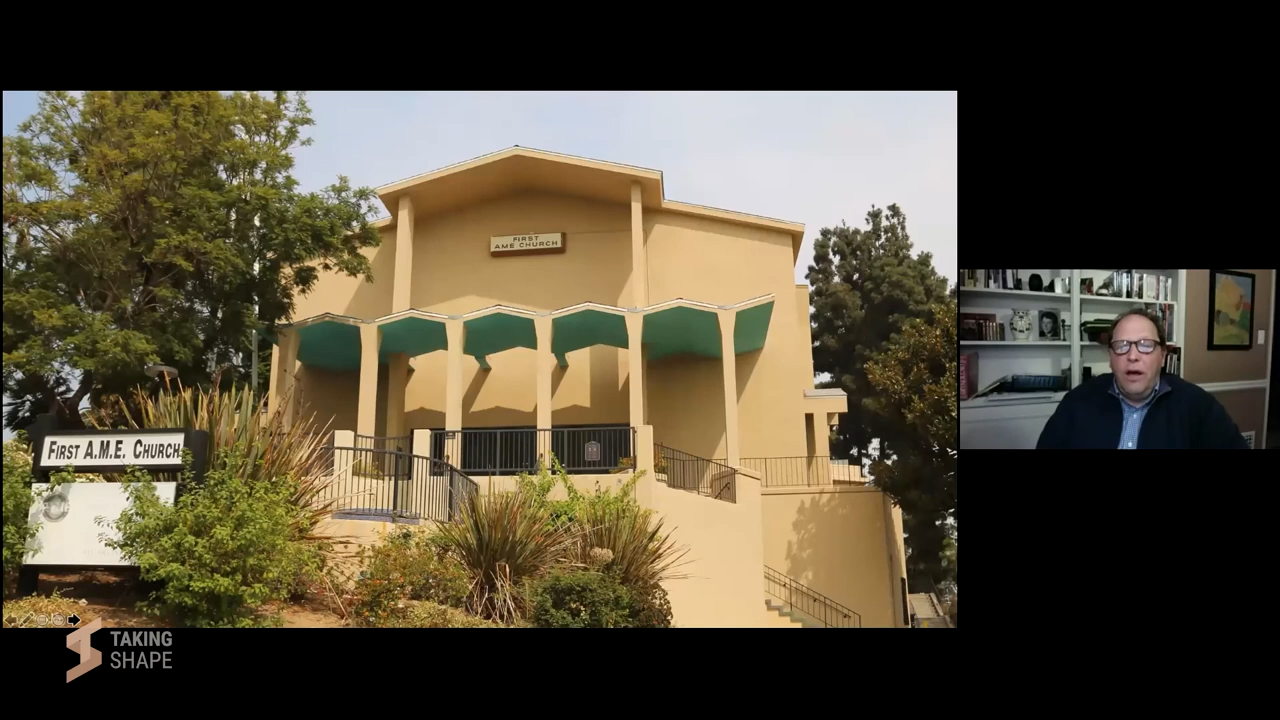 FIRST
AME CHURCH
FIRST A.M.E. CHURCH
TAKING
SHAPE